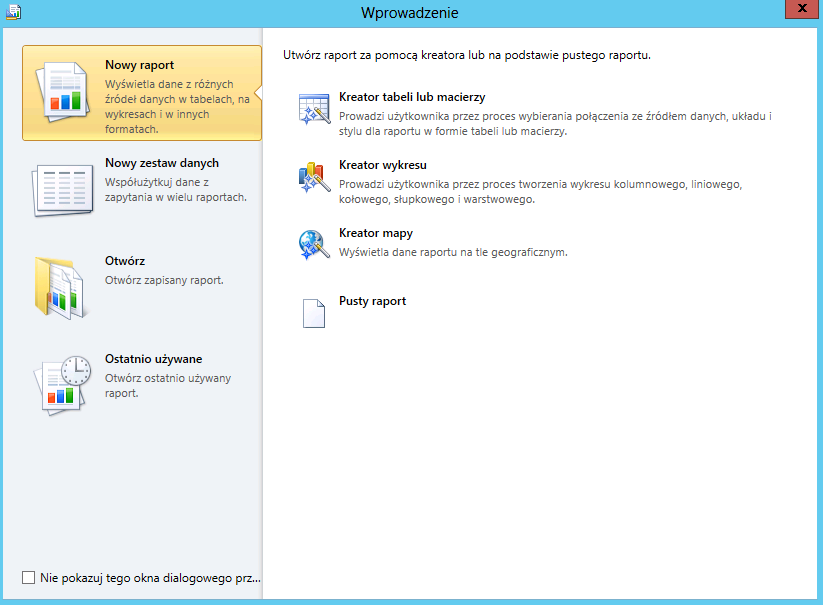 Wprowadzenie
Nowy raport
Wyświetla dane z różnych
źródeł danych w tabelach, na
wykresach i w innych
formatach.
Nowy zestaw danych
Współużytkuj dane z
zapytania w wielu raportach.
Otwórz
Otwórz zapisany raport.
Ostatnio używane
Otwórz ostatnio używany
raport.
Nie pokazuj tego okna dialogowego prz...
Utwórz raport za pomocą kreatora lub na podstawie pustego raportu.
Kreator tabeli lub macierzy
Prowadzi użytkownika przez proces wybierania połączenia ze źródłem danych, układu i
stylu dla raportu w formie tabeli lub macierzy.
Kreator wykresu
Prowadzi użytkownika przez proces tworzenia wykresu kolumnowego, liniowego,
kołowego, słupkowego i warstwowego.
Kreator mapy
Wyświetla dane raportu na tle geograficznym.
Pusty raport